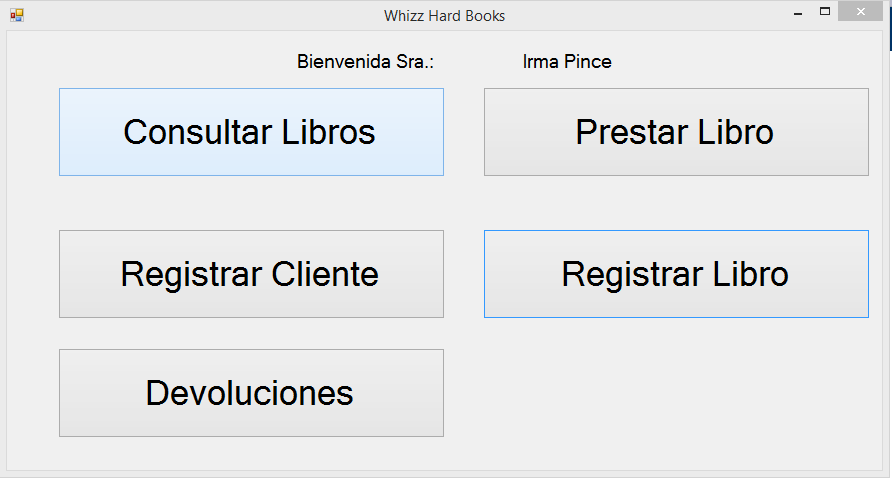 Whizz Hard Books
Bienvenida Sra.: Irma Pince
Consultar Libros
Prestar Libro
Registrar Cliente
Registrar Libro
Devoluciones